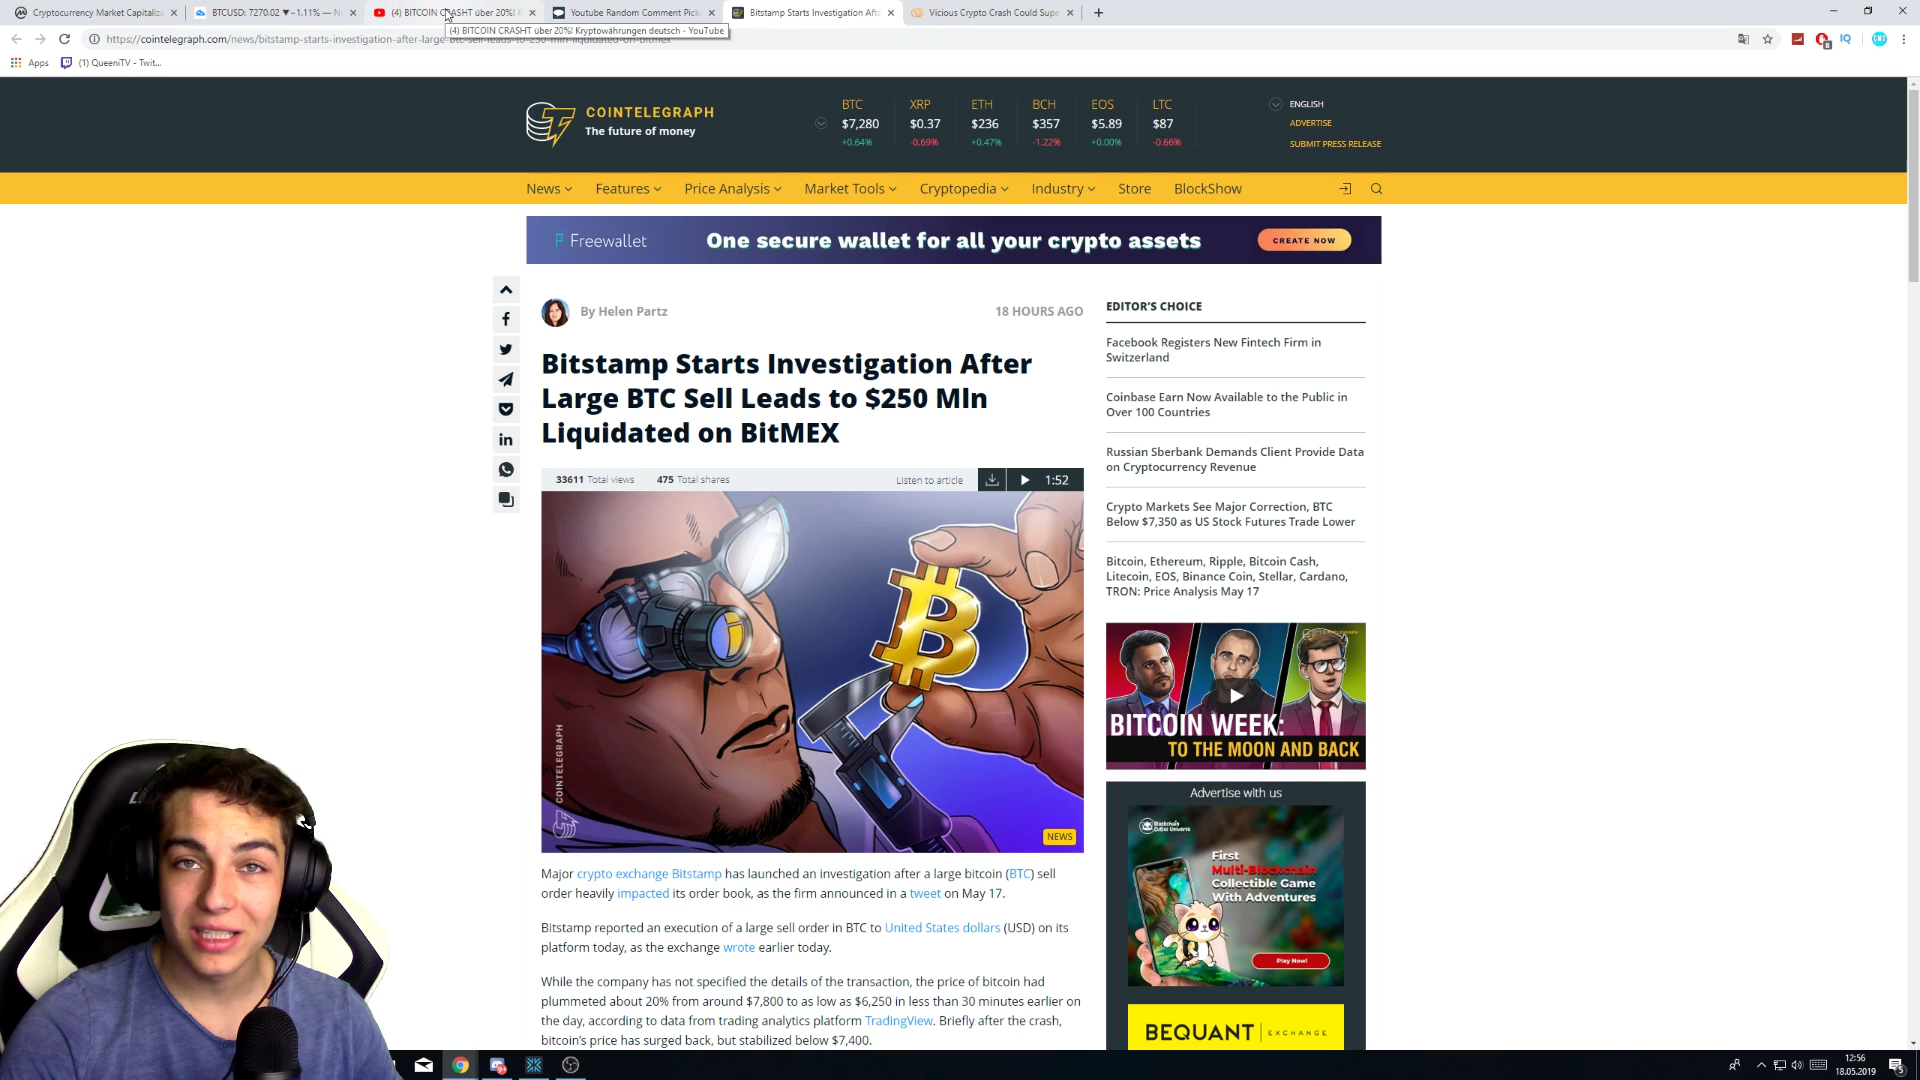 Cryptocurrency Market Capitaliz
BTCUSD: 7270.02 ▼−1.11% —
(4) BITCOIN CRASHT über 20%!
Youtube Random Comment Pick
Bitstamp Starts Investigation Aft
Vicious Crypto Crash Could Supe
(4) BITCOIN CRASHT über 20%! Kryptowährungen deutsch - YouTube
https://cointelegraph.com/news/bitstamp-starts-investigation-after-large-btc-sell-leads-to-250-mln-liquidated-on-bitmex
Apps
(1) QueeniTV - Twit...
COINTELEGRAPH
The future of money
BTC XRP ETH BCH EOS LTC
$7,280 $0.37 $236 $357 $5.89 $87
+0.64% -0.69% +0.47% -1.22% +0.00% -0.66%
ENGLISH
ADVERTISE
SUBMIT PRESS RELEASE
News Features Price Analysis Market Tools Cryptopedia Industry Store BlockShow
Freewallet
One secure wallet for all your crypto assets
CREATE NOW
By Helen Partz
18 HOURS AGO
Bitstamp Starts Investigation After
Large BTC Sell Leads to $250 Mln
Liquidated on BitMEX
33611 Total views 475 Total shares
Listen to article
1:52
COINTELEGRAPH
NEWS
Major crypto exchange Bitstamp has launched an investigation after a large bitcoin (BTC) sell
order heavily impacted its order book, as the firm announced in a tweet on May 17.
Bitstamp reported an execution of a large sell order in BTC to United States dollars (USD) on its
platform today, as the exchange wrote earlier today.
While the company has not specified the details of the transaction, the price of bitcoin had
plummeted about 20% from around $7,800 to as low as $6,250 in less than 30 minutes earlier on
the day, according to data from trading analytics platform TradingView. Briefly after the crash,
bitcoin's price has surged back, but stabilized below $7,400.
EDITOR'S CHOICE
Facebook Registers New Fintech Firm in
Switzerland
Coinbase Earn Now Available to the Public in
Over 100 Countries
Russian Sberbank Demands Client Provide Data
on Cryptocurrency Revenue
Crypto Markets See Major Correction, BTC
Below $7,350 as US Stock Futures Trade Lower
Bitcoin, Ethereum, Ripple, Bitcoin Cash,
Litecoin, EOS, Binance Coin, Stellar, Cardano,
TRON: Price Analysis May 17
BITCOIN WEEK:
TO THE MOON AND BACK
Advertise with us
Blockchain
Cuties Universe
First
Multi-Blockchain
Collectible Game
With Adventures
Play Now!
BEQUANT | EXCHANGE
12:56
18.05.2019